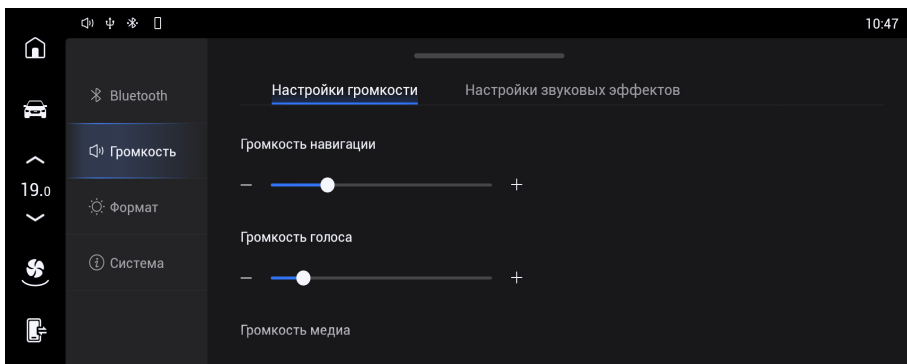 10:47
Bluetooth
Настройки громкости
Настройки звуковых эффектов
Громкость
Громкость навигации
19.0
Формат
Громкость голоса
Система
Громкость медиа